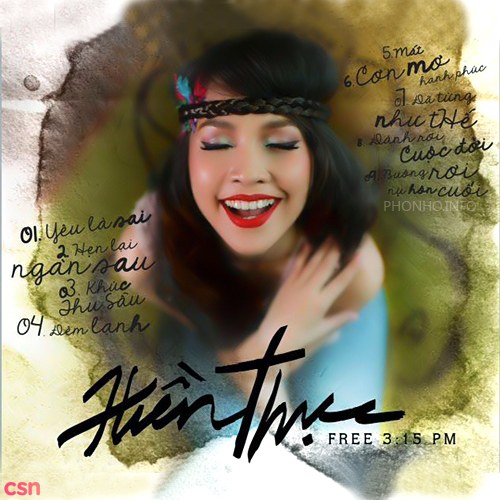 5 Mất
6. Cơn mơ
hạnh phúc
7. Đã từng
như thế
8. Đánh rơi
Cuộc đời
9. Buông rơi
nụ hôn
cuối
PHONHO.INFO
01. Yêu là sai
2. Hẹn lại
ngàn sau
03. Khúc
Thu Sầu
04. Đêm lạnh
Hiền Thục
FREE 3:15 PM
csn